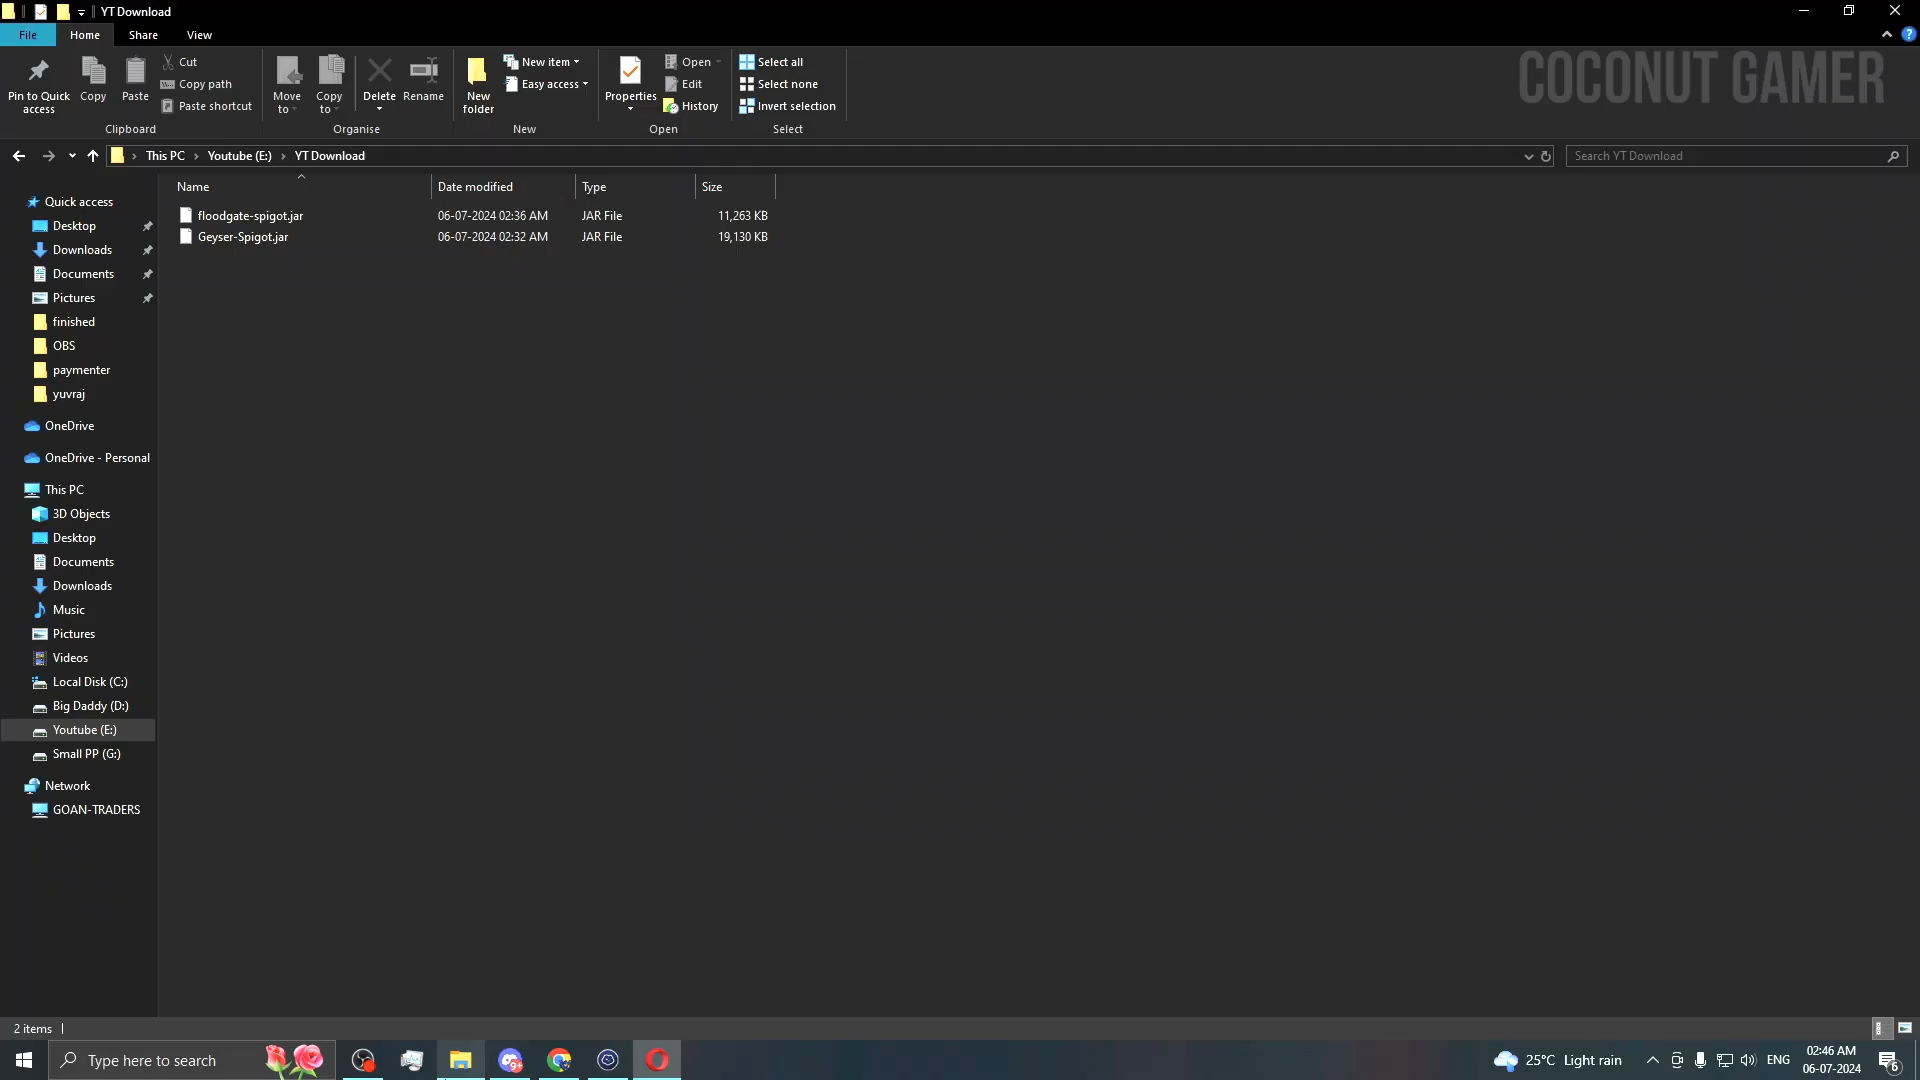 YT Download
File Home Share View
COCONUT GAMER
Pin to Quick access
Copy
Paste
Cut
Copy path
Paste shortcut
Clipboard
Move to
Copy to
Delete
Rename
Organise
New folder
New item
Easy access
New
Properties
Open
Edit
History
Open
Select all
Select none
Invert selection
Select
This PC › Youtube (E:) › YT Download
Search YT Download
Name Date modified Type Size
floodgate-spigot.jar 06-07-2024 02:36 AM JAR File 11,263 KB
Geyser-Spigot.jar 06-07-2024 02:32 AM JAR File 19,130 KB
Quick access
Desktop
Downloads
Documents
Pictures
finished
OBS
paymenter
yuvraj
OneDrive
OneDrive - Personal
This PC
3D Objects
Desktop
Documents
Downloads
Music
Pictures
Videos
Local Disk (C:)
Big Daddy (D:)
Youtube (E:)
Small PP (G:)
Network
GOAN-TRADERS
2 items
Type here to search
9+
25°C Light rain
ENG
02:46 AM
06-07-2024
6